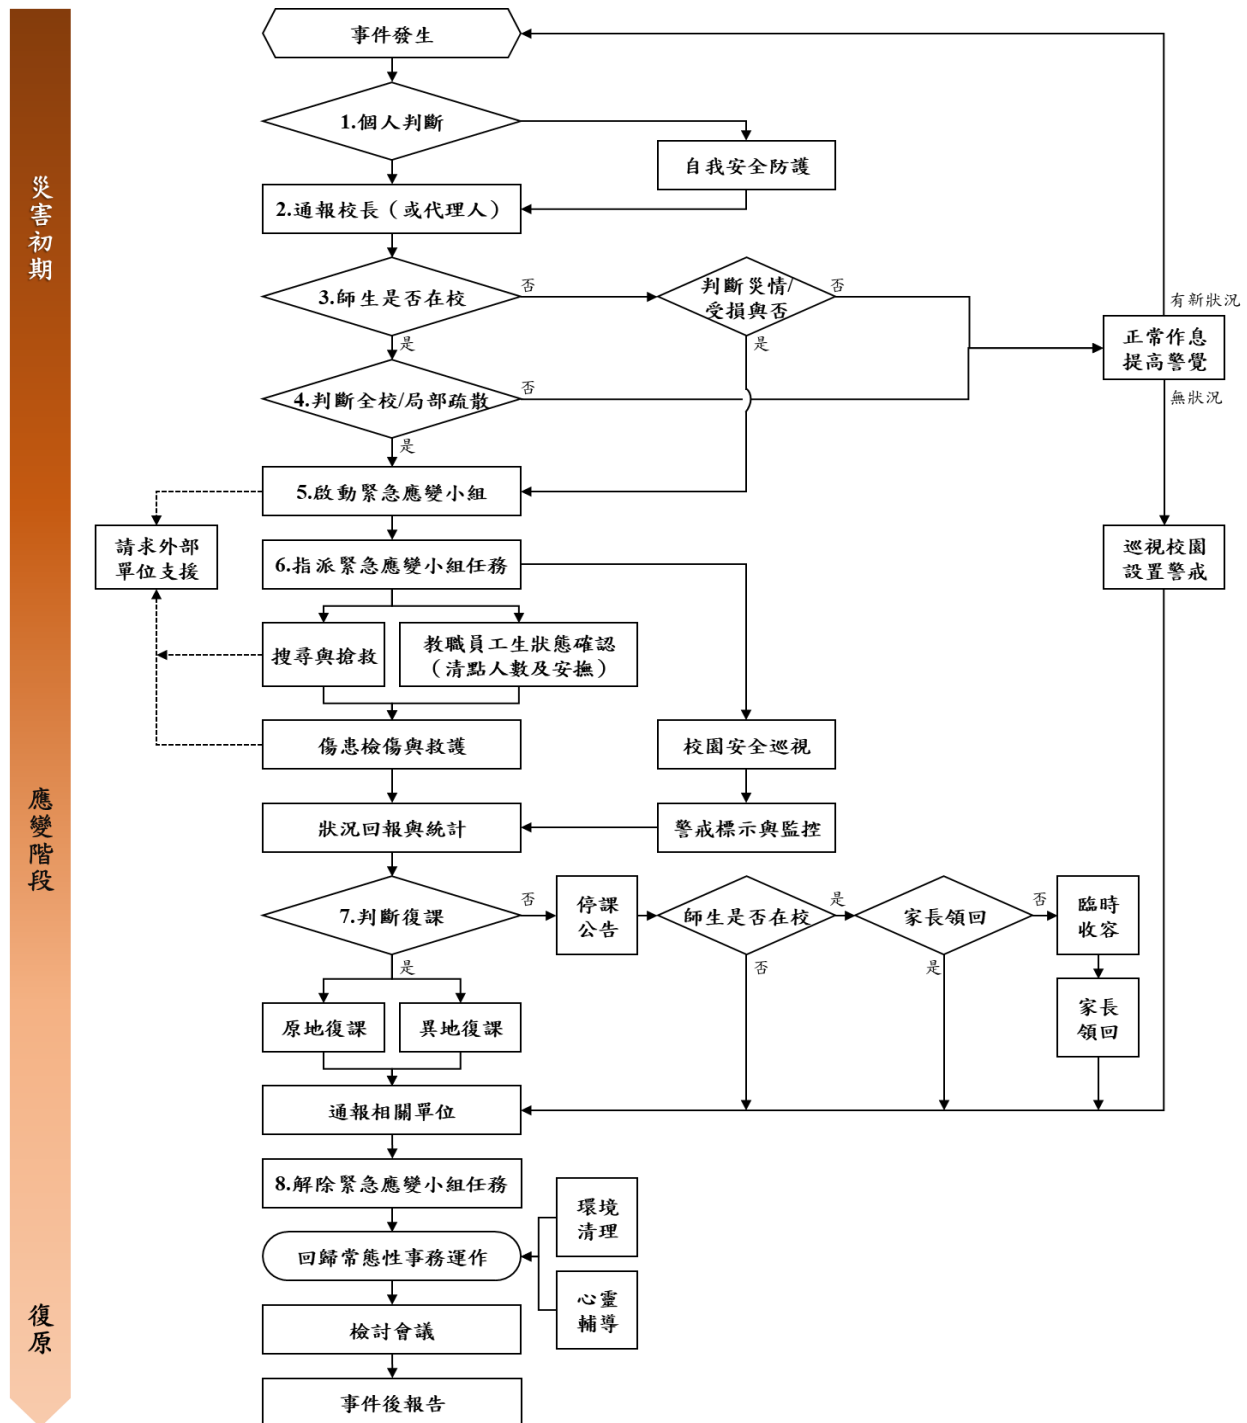 災害初期
應變階段
復原
事件發生
1.個人判斷
自我安全防護
2.通報校長（或代理人）
3.師生是否在校
否
判斷災情/
受損與否
否
有新狀況
正常作息
提高警覺
是
是
4.判斷全校/局部疏散
否
無狀況
是
5.啟動緊急應變小組
請求外部
單位支援
6.指派緊急應變小組任務
巡視校園
設置警戒
搜尋與搶救
教職員工生狀態確認
（清點人數及安撫）
傷患檢傷與救護
校園安全巡視
狀況回報與統計
警戒標示與監控
7.判斷復課
否
停課
公告
師生是否在校
是
家長領回
否
臨時
收容
是
否
是
原地復課
異地復課
家長
領回
通報相關單位
8.解除緊急應變小組任務
環境
清理
回歸常態性事務運作
心靈
輔導
檢討會議
事件後報告